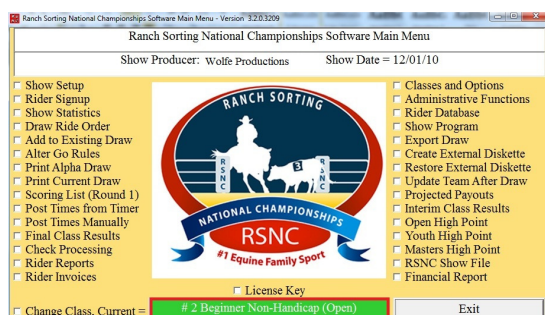 Ranch Sorting National Championships Software Main Menu - Version 3.2.0.3209
Ranch Sorting National Championships Software Main Menu
Show Producer: Wolfe Productions Show Date = 12/01/10
Show Setup
Rider Signup
Show Statistics
Draw Ride Order
Add to Existing Draw
Alter Go Rules
Print Alpha Draw
Print Current Draw
Scoring List (Round 1)
Post Times from Timer
Post Times Manually
Final Class Results
Check Processing
Rider Reports
Rider Invoices
RANCH SORTING
RSNC
3
RSNC
NATIONAL CHAMPIONSHIPS
RSNC
#1 Equine Family Sport
License Key
Classes and Options
Administrative Functions
Rider Database
Show Program
Export Draw
Create External Diskette
Restore External Diskette
Update Team After Draw
Projected Payouts
Interim Class Results
Open High Point
Youth High Point
Masters High Point
RSNC Show File
Financial Report
Change Class, Current =
# 2 Beginner Non-Handicap (Open)
Exit